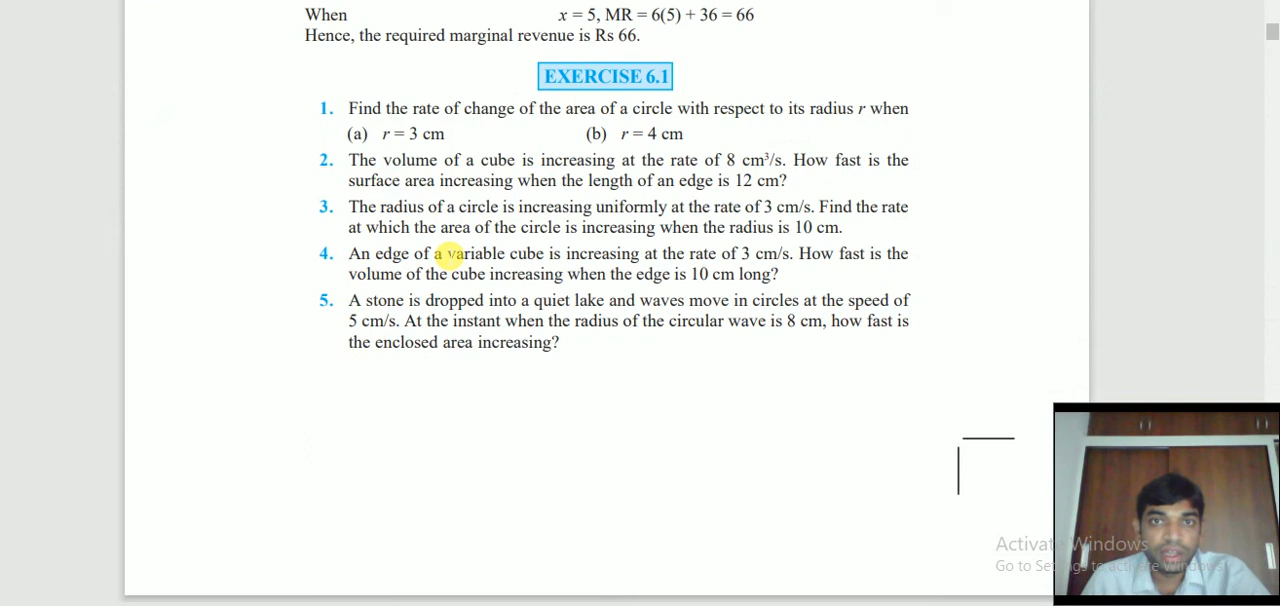 When x = 5, MR = 6(5) + 36 = 66
Hence, the required marginal revenue is Rs 66.
EXERCISE 6.1
1. Find the rate of change of the area of a circle with respect to its radius r when
(a) r = 3 cm (b) r = 4 cm
2. The volume of a cube is increasing at the rate of 8 cm³/s. How fast is the
surface area increasing when the length of an edge is 12 cm?
3. The radius of a circle is increasing uniformly at the rate of 3 cm/s. Find the rate
at which the area of the circle is increasing when the radius is 10 cm.
4. An edge of a variable cube is increasing at the rate of 3 cm/s. How fast is the
volume of the cube increasing when the edge is 10 cm long?
5. A stone is dropped into a quiet lake and waves move in circles at the speed of
5 cm/s. At the instant when the radius of the circular wave is 8 cm, how fast is
the enclosed area increasing?
Activate Windows
Go to Settings to activate Windows.